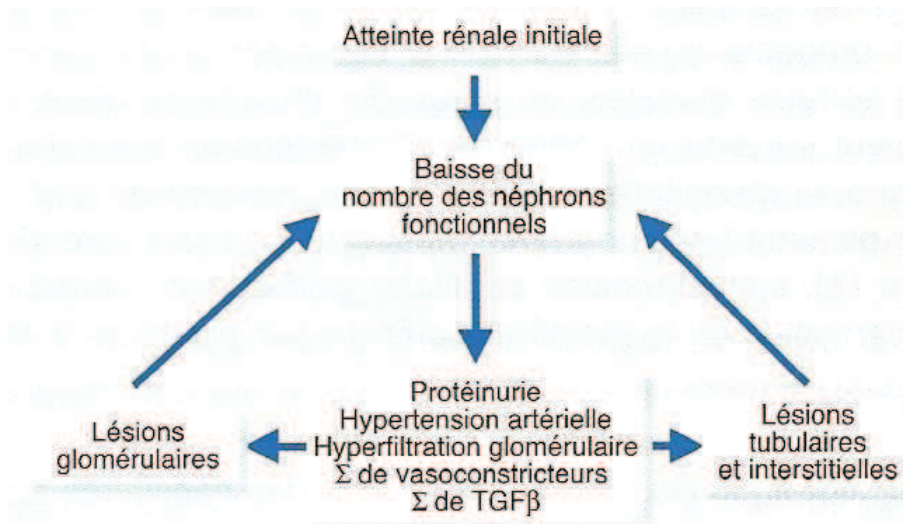 Atteinte rénale initiale
Baisse du
nombre des néphrons
fonctionnels
Protéinurie
Hypertension artérielle
Hyperfiltration glomérulaire
Σ de vasoconstricteurs
Σ de TGFβ
Lésions
glomérulaires
Lésions
tubulaires
et interstitielles